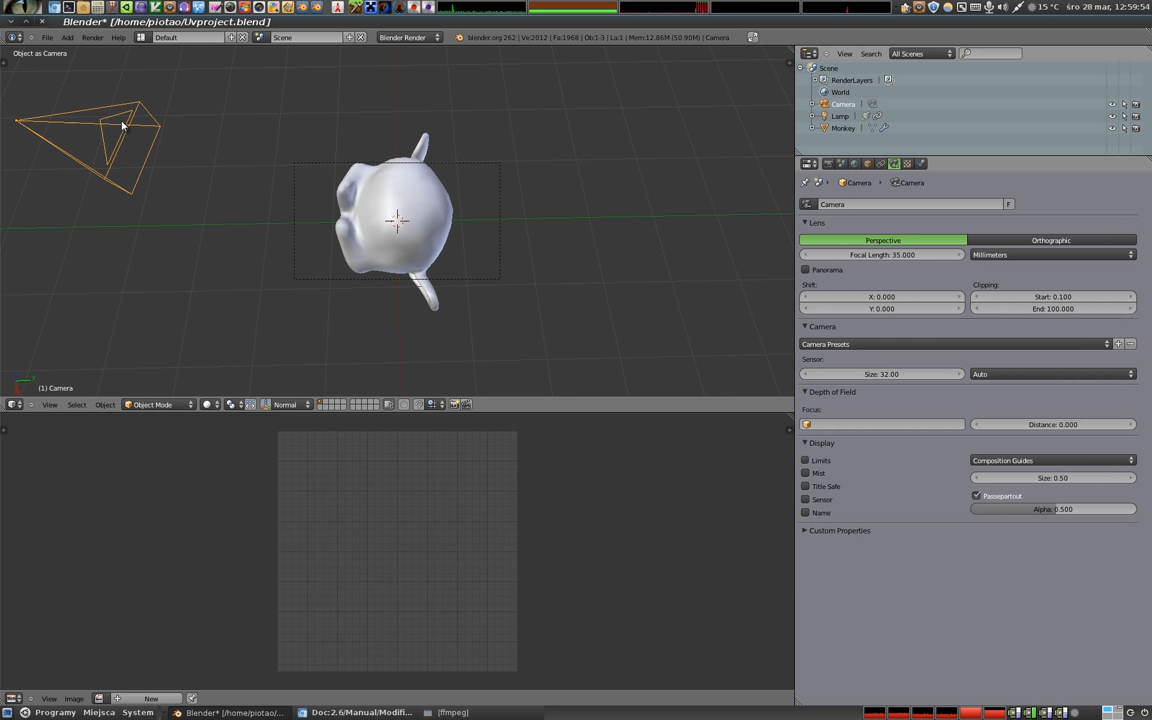 15 °C śro 28 mar, 12:59:54
Blender* [/home/piotao/Uvproject.blend]
File Add Render Help Default Scene Blender Render blender.org 262 | Ve:2012 | Fa:1968 | Ob:1-3 | La:1 | Mem:12.86M (50.90M) | Camera
Object as Camera
View Search All Scenes
Scene
RenderLayers
World
Camera
Lamp
Monkey
Camera Camera
Camera F
Lens
Perspective Orthographic
Focal Length: 35.000 Millimeters
Panorama
Shift: Clipping:
X: 0.000 Start: 0.100
Y: 0.000 End: 100.000
Camera
Camera Presets
Sensor:
Size: 32.00 Auto
Depth of Field
Focus:
Distance: 0.000
Display
Limits Composition Guides
Mist Size: 0.50
Title Safe
Sensor Passepartout
Name Alpha: 0.500
Custom Properties
(1) Camera
View Select Object Object Mode Normal
View Image New
Programy Miejsca System Blender* [/home/piotao/... Doc:2.6/Manual/Modifi... [ffmpeg]